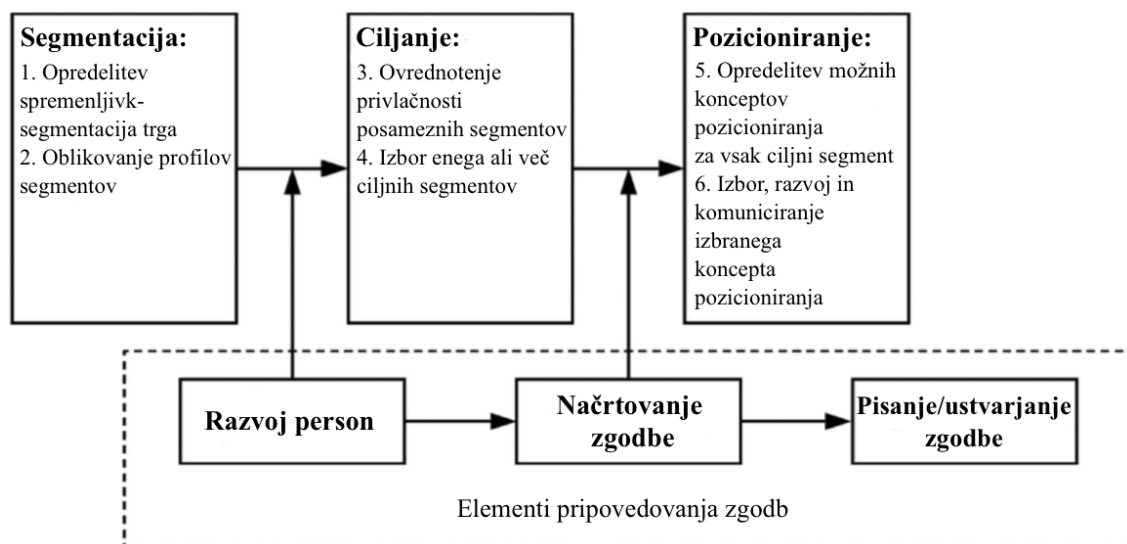 Segmentacija:
1. Opredelitev
spremenljivk-
segmentacija trga
2. Oblikovanje profilov
segmentov
Ciljanje:
3. Ovrednotenje
privlačnosti
posameznih segmentov
4. Izbor enega ali več
ciljnih segmentov
Pozicioniranje:
5. Opredelitev možnih
konceptov
pozicioniranja
za vsak ciljni segment
6. Izbor, razvoj in
komuniciranje
izbranega
koncepta
pozicioniranja
Razvoj person
Načrtovanje
zgodbe
Pisanje/ustvarjanje
zgodbe
Elementi pripovedovanja zgodb